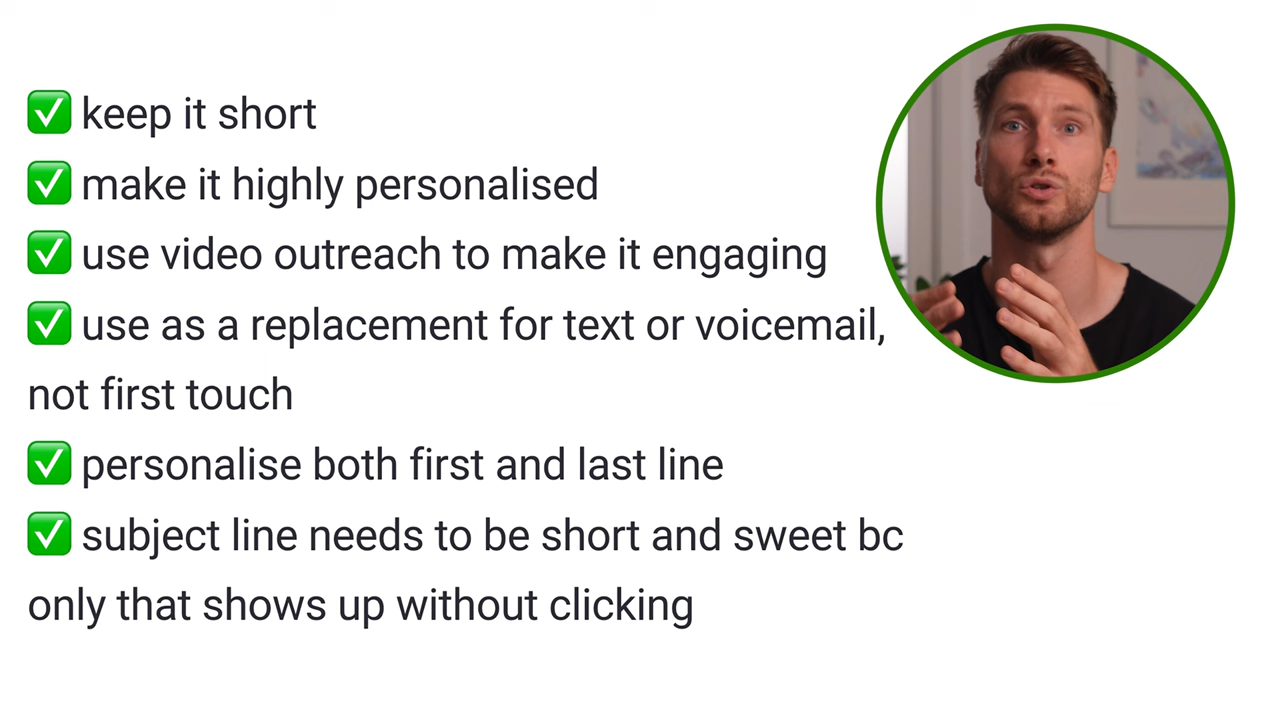 ✅ keep it short
✅ make it highly personalised
✅ use video outreach to make it engaging
✅ use as a replacement for text or voicemail,
not first touch
✅ personalise both first and last line
✅ subject line needs to be short and sweet bc
only that shows up without clicking